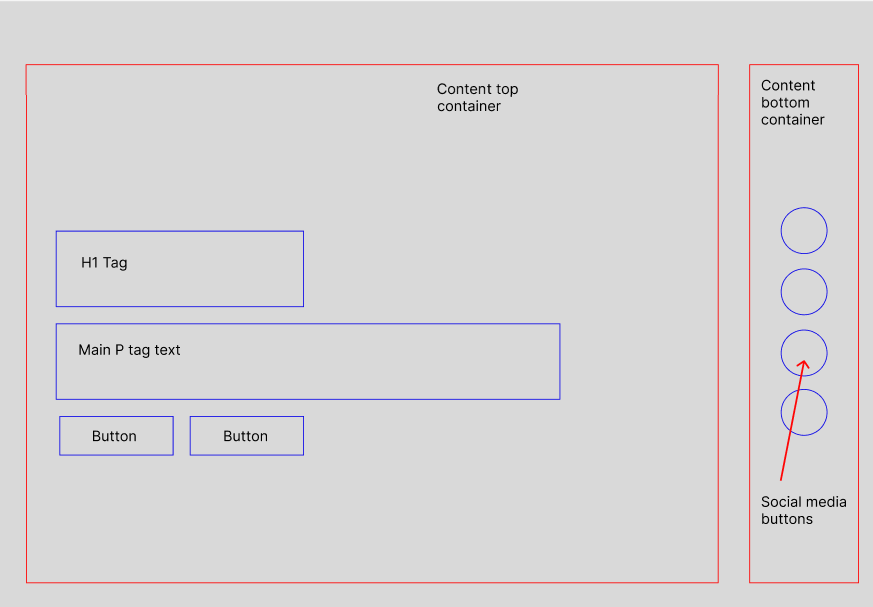 Content top
container
Content
bottom
container
H1 Tag
Main P tag text
Button
Button
Social media
buttons